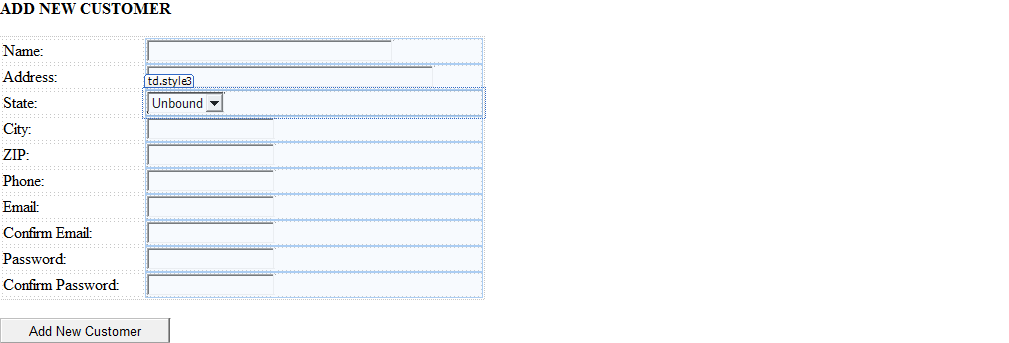 ADD NEW CUSTOMER
Name:
Address:
td.style3
State: Unbound
City:
ZIP:
Phone:
Email:
Confirm Email:
Password:
Confirm Password:
Add New Customer